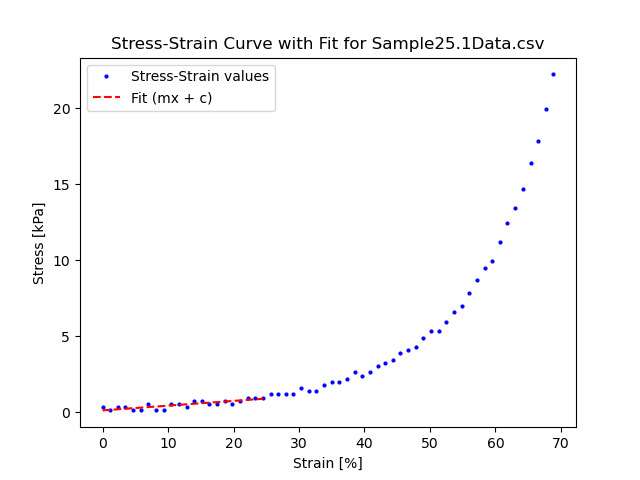 Stress-Strain Curve with Fit for Sample25.1Data.csv
Stress-Strain values
Fit (mx + c)
20
15
10
5
0
Stress [kPa]
0 10 20 30 40 50 60 70
Strain [%]